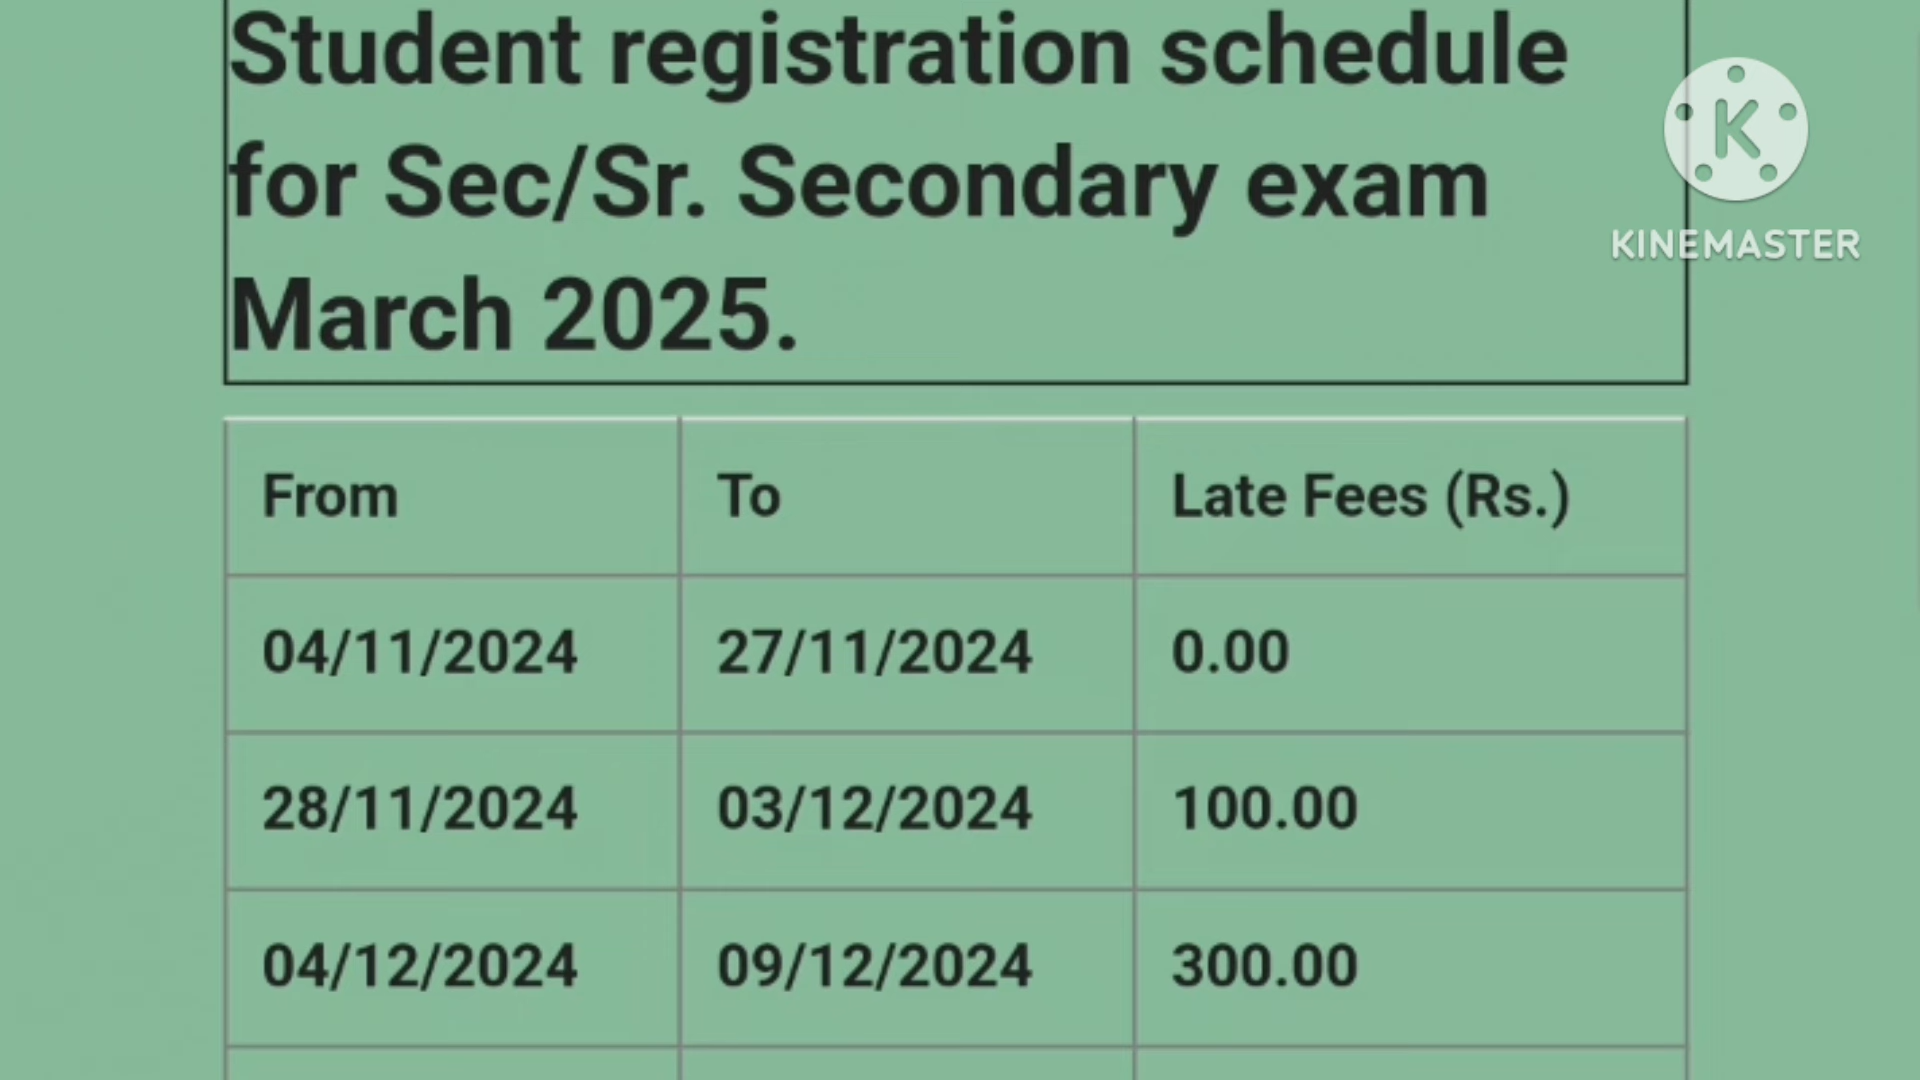 Student registration schedule
for Sec/Sr. Secondary exam
March 2025.
K
KINEMASTER
From To Late Fees (Rs.)
04/11/2024 27/11/2024 0.00
28/11/2024 03/12/2024 100.00
04/12/2024 09/12/2024 300.00